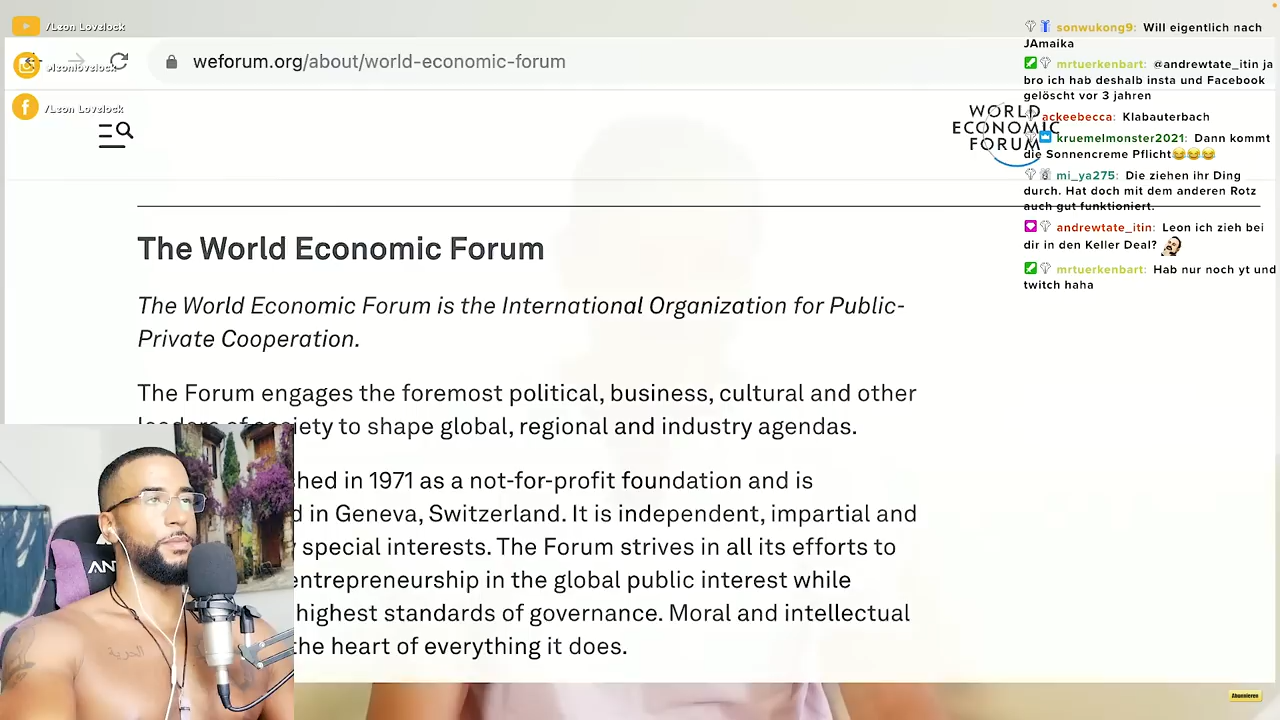 /Leon Lovelock
/leonlovelock
/Leon Lovelock
weforum.org/about/world-economic-forum
WORLD
ECONOMIC
FORUM
The World Economic Forum
The World Economic Forum is the International Organization for Public-
Private Cooperation.
The Forum engages the foremost political, business, cultural and other
leaders of society to shape global, regional and industry agendas.
hed in 1971 as a not-for-profit foundation and is
d in Geneva, Switzerland. It is independent, impartial and
special interests. The Forum strives in all its efforts to
entrepreneurship in the global public interest while
highest standards of governance. Moral and intellectual
the heart of everything it does.
sonwukong9: Will eigentlich nach
JAmaika
mrtuerkenbart: @andrewtate_itin ja
bro ich hab deshalb insta und Facebook
gelöscht vor 3 jahren
ackeebecca: Klabauterbach
kruemelmonster2021: Dann kommt
die Sonnencreme Pflicht😂😂😂
mi_ya275: Die ziehen ihr Ding
durch. Hat doch mit dem anderen Rotz
auch gut funktioniert.
andrewtate_itin: Leon ich zieh bei
dir in den Keller Deal?
mrtuerkenbart: Hab nur noch yt und
twitch haha
AN
الحرية
Abonnieren